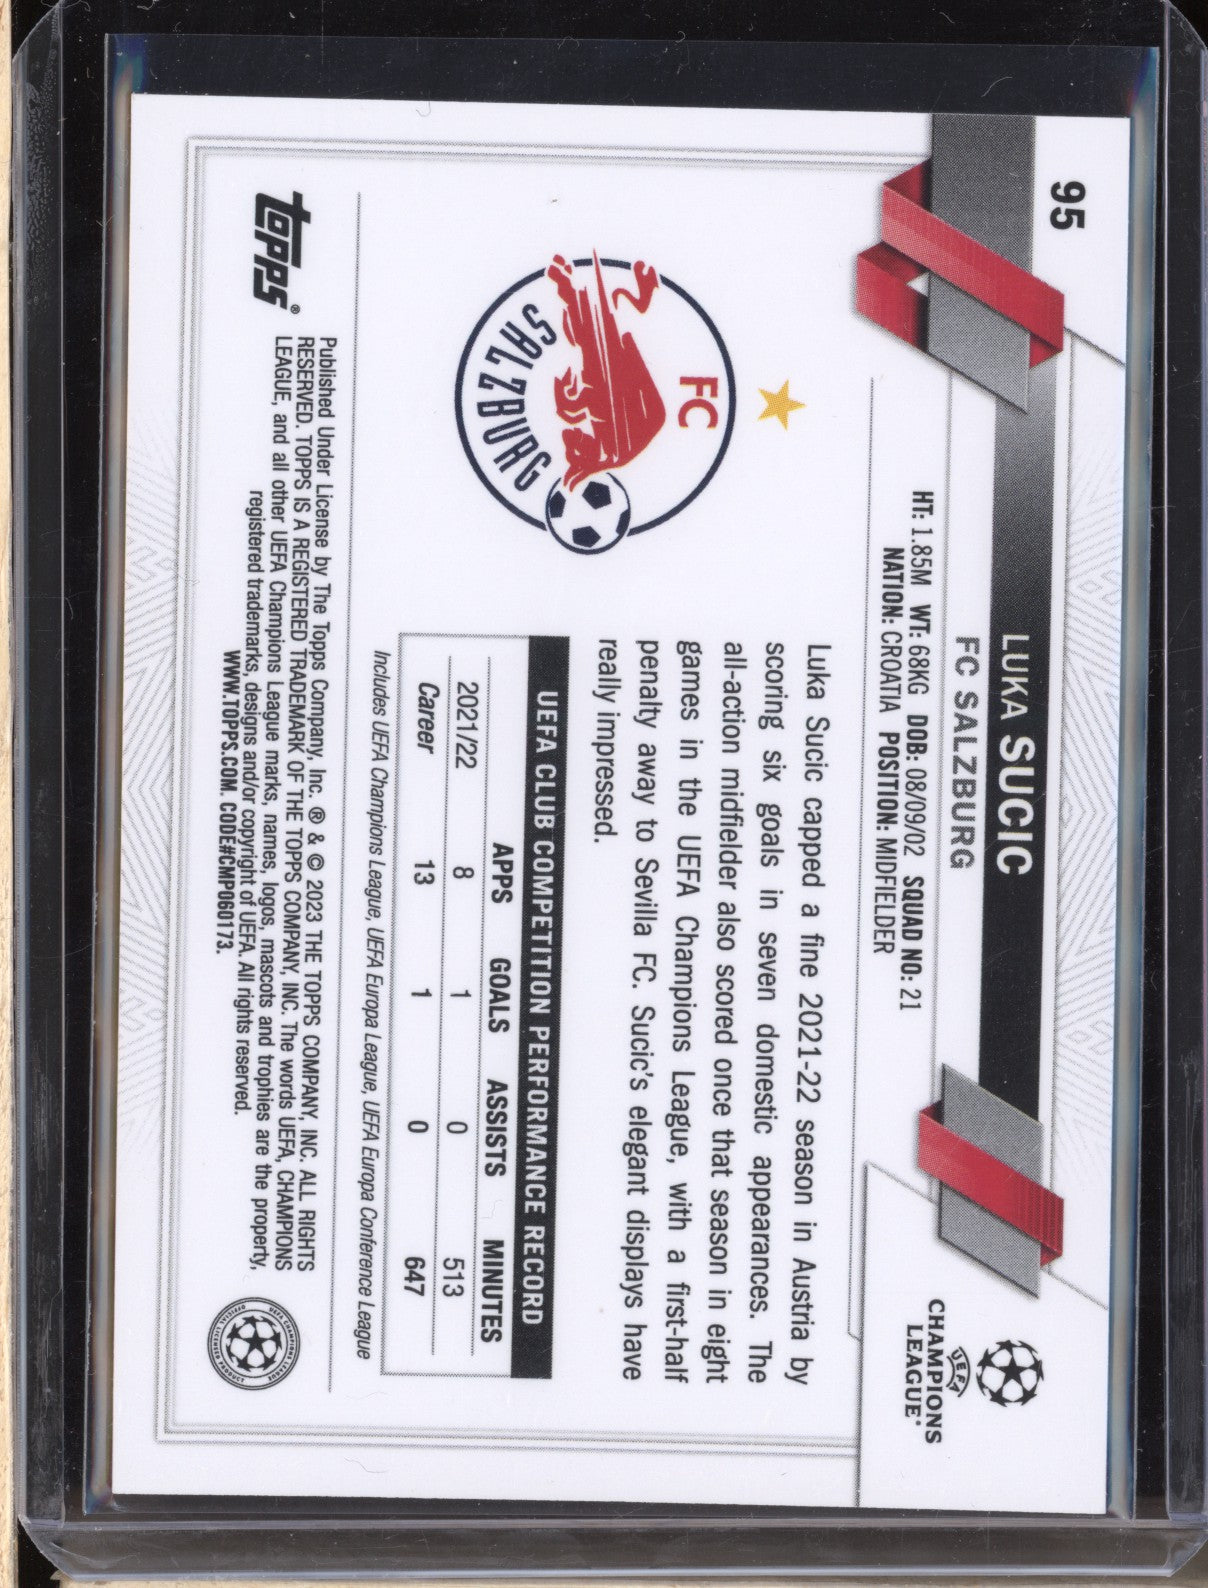 95
LUKA SUCIC
FC SALZBURG
HT: 1.85M WT: 68KG DOB: 08/09/02 SQUAD NO: 21
NATION: CROATIA POSITION: MIDFIELDER
UEFA
CHAMPIONS
LEAGUE®
FC
SALZBURG
Luka Sucic capped a fine 2021-22 season in Austria by
scoring six goals in seven domestic appearances. The
all-action midfielder also scored once that season in eight
games in the UEFA Champions League, with a first-half
penalty away to Sevilla FC. Sucic's elegant displays have
really impressed.
UEFA CLUB COMPETITION PERFORMANCE RECORD
APPS GOALS ASSISTS MINUTES
2021/22 8 1 0 513
Career 13 1 0 647
Includes UEFA Champions League, UEFA Europa League, UEFA Europa Conference League
topps®
Published Under License by The Topps Company, Inc. ® & © 2023 THE TOPPS COMPANY, INC. ALL RIGHTS
RESERVED. TOPPS IS A REGISTERED TRADEMARK OF THE TOPPS COMPANY, INC. The words UEFA, CHAMPIONS
LEAGUE, and all other UEFA Champions League marks, names, logos, mascots and trophies are the property,
registered trademarks, designs and/or copyright of UEFA. All rights reserved.
WWW.TOPPS.COM. CODE#CMP060173.
UEFA CHAMPIONS LEAGUE
OFFICIAL LICENSED PRODUCT